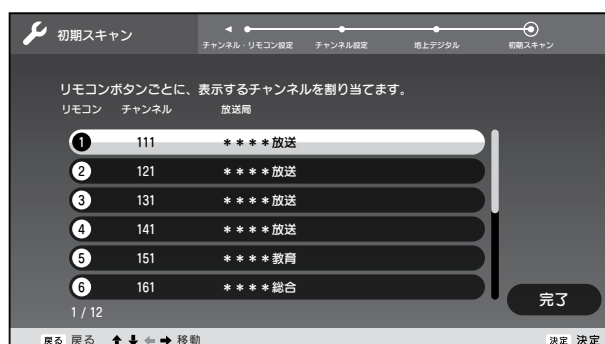 初期スキャン
チャンネル・リモコン設定 チャンネル設定 地上デジタル 初期スキャン
リモコンボタンごとに、表示するチャンネルを割り当てます。
リモコン チャンネル 放送局
1 111 ****放送
2 121 ****放送
3 131 ****放送
4 141 ****放送
5 151 ****教育
6 161 ****総合
1 / 12
完了
戻る 戻る 移動 決定 決定